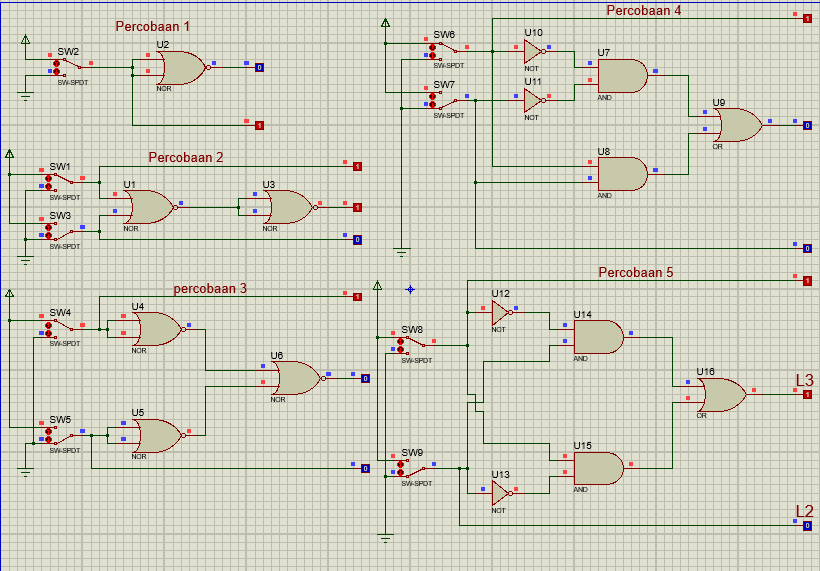 Percobaan 1
SW2
SW-SPDT
U2
NOR
0
1
Percobaan 2
SW1
SW-SPDT
SW3
SW-SPDT
U1
NOR
U3
NOR
1
1
0
percobaan 3
SW4
SW-SPDT
SW5
SW-SPDT
U4
NOR
U5
NOR
U6
NOR
1
0
0
Percobaan 4
SW6
SW-SPDT
SW7
SW-SPDT
U10
NOT
U11
NOT
U7
AND
U8
AND
U9
OR
1
0
0
Percobaan 5
SW8
SW-SPDT
SW9
SW-SPDT
U12
NOT
U13
NOT
U14
AND
U15
AND
U16
OR
1
L3
1
L2
0